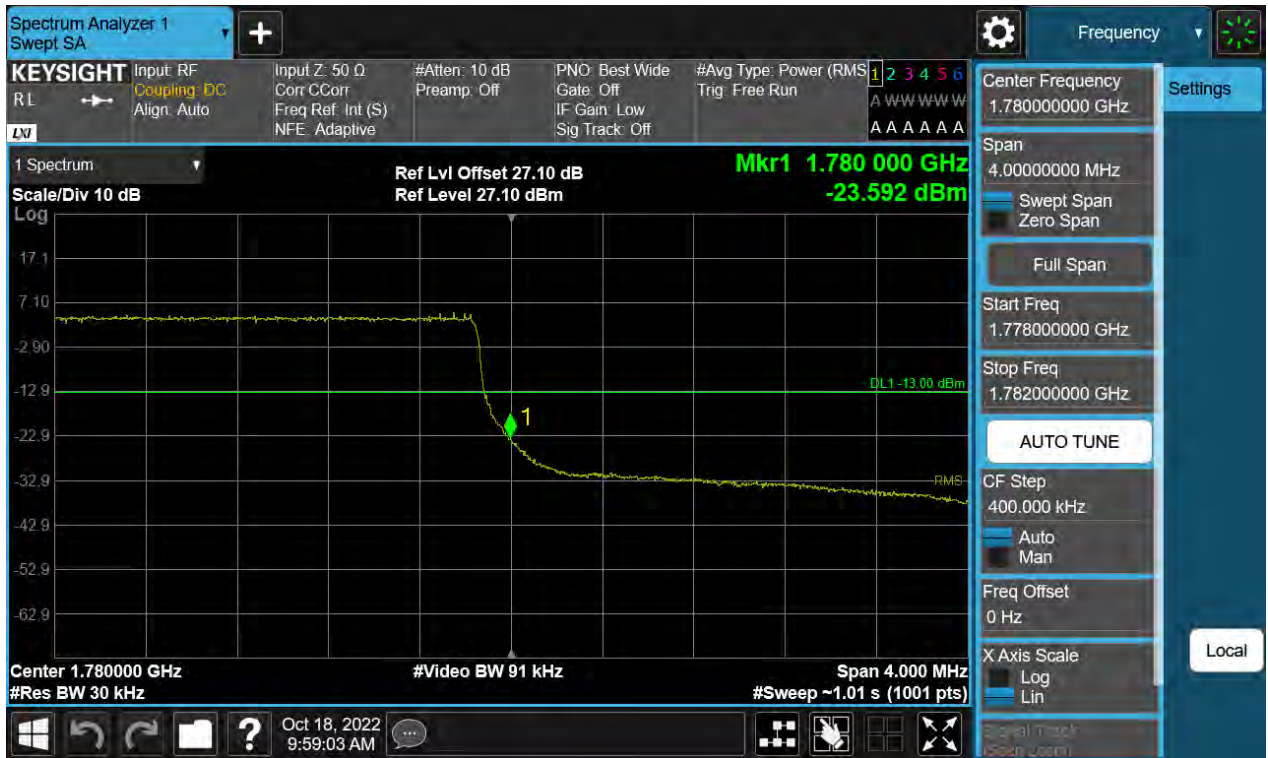 Spectrum Analyzer 1
Swept SA
+
Frequency
KEYSIGHT
RL
LXI
Input: RF
Coupling: DC
Align: Auto
Input Z: 50 Ω
Corr CCorr
Freq Ref: Int (S)
NFE: Adaptive
#Atten: 10 dB
Preamp: Off
PNO: Best Wide
Gate: Off
IF Gain: Low
Sig Track: Off
#Avg Type: Power (RMS
Trig: Free Run
1 2 3 4 5 6
A W W W W W
A A A A A A
1 Spectrum
Scale/Div 10 dB
Log
Ref Lvl Offset 27.10 dB
Ref Level 27.10 dBm
Mkr1 1.780 000 GHz
-23.592 dBm
17.1
7.10
-2.90
-12.9
-22.9
-32.9
-42.9
-52.9
-62.9
DL1 -13.00 dBm
1
RMS
Center 1.780000 GHz
#Video BW 91 kHz
Span 4.000 MHz
#Res BW 30 kHz
#Sweep ~1.01 s (1001 pts)
Center Frequency
1.780000000 GHz
Span
4.00000000 MHz
Swept Span
Zero Span
Full Span
Start Freq
1.778000000 GHz
Stop Freq
1.782000000 GHz
AUTO TUNE
CF Step
400.000 kHz
Auto
Man
Freq Offset
0 Hz
X Axis Scale
Log
Lin
Signal Track
(Span Zoom)
Settings
Local
?
Oct 18, 2022
9:59:03 AM